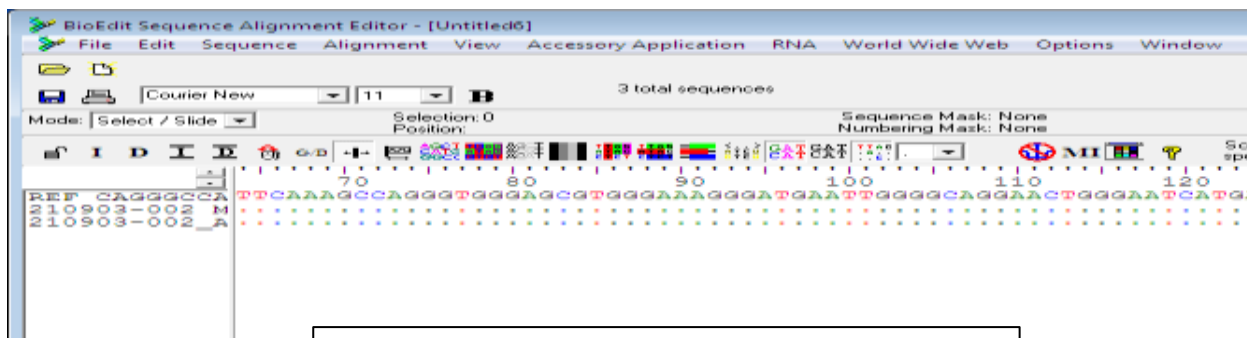 BioEdit Sequence Alignment Editor - [Untitled6]
File Edit Sequence Alignment View Accessory Application RNA World Wide Web Options Window
Courier New 11 B 3 total sequences
Mode: Select / Slide Selection: 0 Sequence Mask: None
Position: Numbering Mask: None
I D I D G/D MII
70 80 90 100 110 120
REF CAGGGCCA TTCAAAGCCAGGGTGGGAGCGTGGGAAAGGGATGAATTGGGGCAGGAACTGGGAATCATG
210903-002_M
210903-002_A